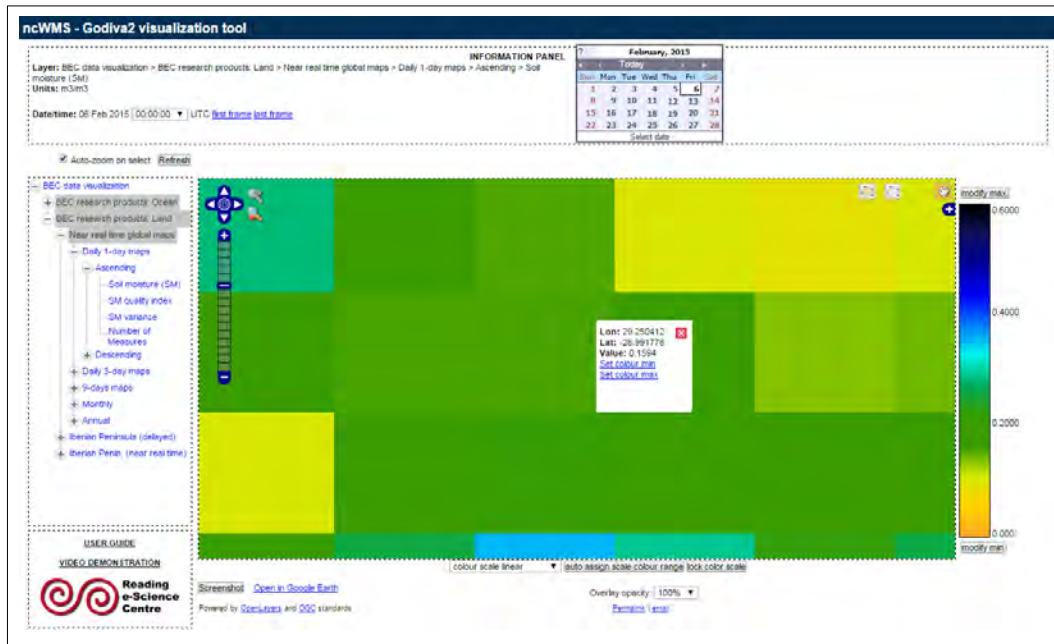 ncWMS - Godiva2 visualization tool
INFORMATION PANEL
Layer: BEC data visualization > BEC research products: Land > Near real time global maps > Daily 1-day maps > Ascending > Soil
moisture (SM)
Units: m3/m3
Date/time: 06 Feb 2015 00:00:00 UTC first frame last frame
? February, 2015
Today
Sun Mon Tue Wed Thu Fri Sat
1 2 3 4 5 6 7
8 9 10 11 12 13 14
15 16 17 18 19 20 21
22 23 24 25 26 27 28
Select date
Auto-zoom on select Refresh
BEC data visualization
BEC research products: Ocean
BEC research products: Land
Near real time global maps
Daily 1-day maps
Ascending
Soil moisture (SM)
SM quality index
SM variance
Number of
Measures
Descending
Daily 3-day maps
9-days maps
Monthly
Annual
Iberian Peninsula (delayed)
Iberian Penin. (near real time)
Lon: 29.250412
Lat: -28.991778
Value: 0.1594
Set colour min
Set colour max
modify max
0.6000
0.4000
0.2000
0.000
modify min
USER GUIDE
VIDEO DEMONSTRATION
Reading
e-Science
Centre
colour scale linear auto assign scale colour range lock color scale
Screenshot Open in Google Earth
Overlay opacity: 100%
Powered by OpenLayers and OGC standards
Permalink | email